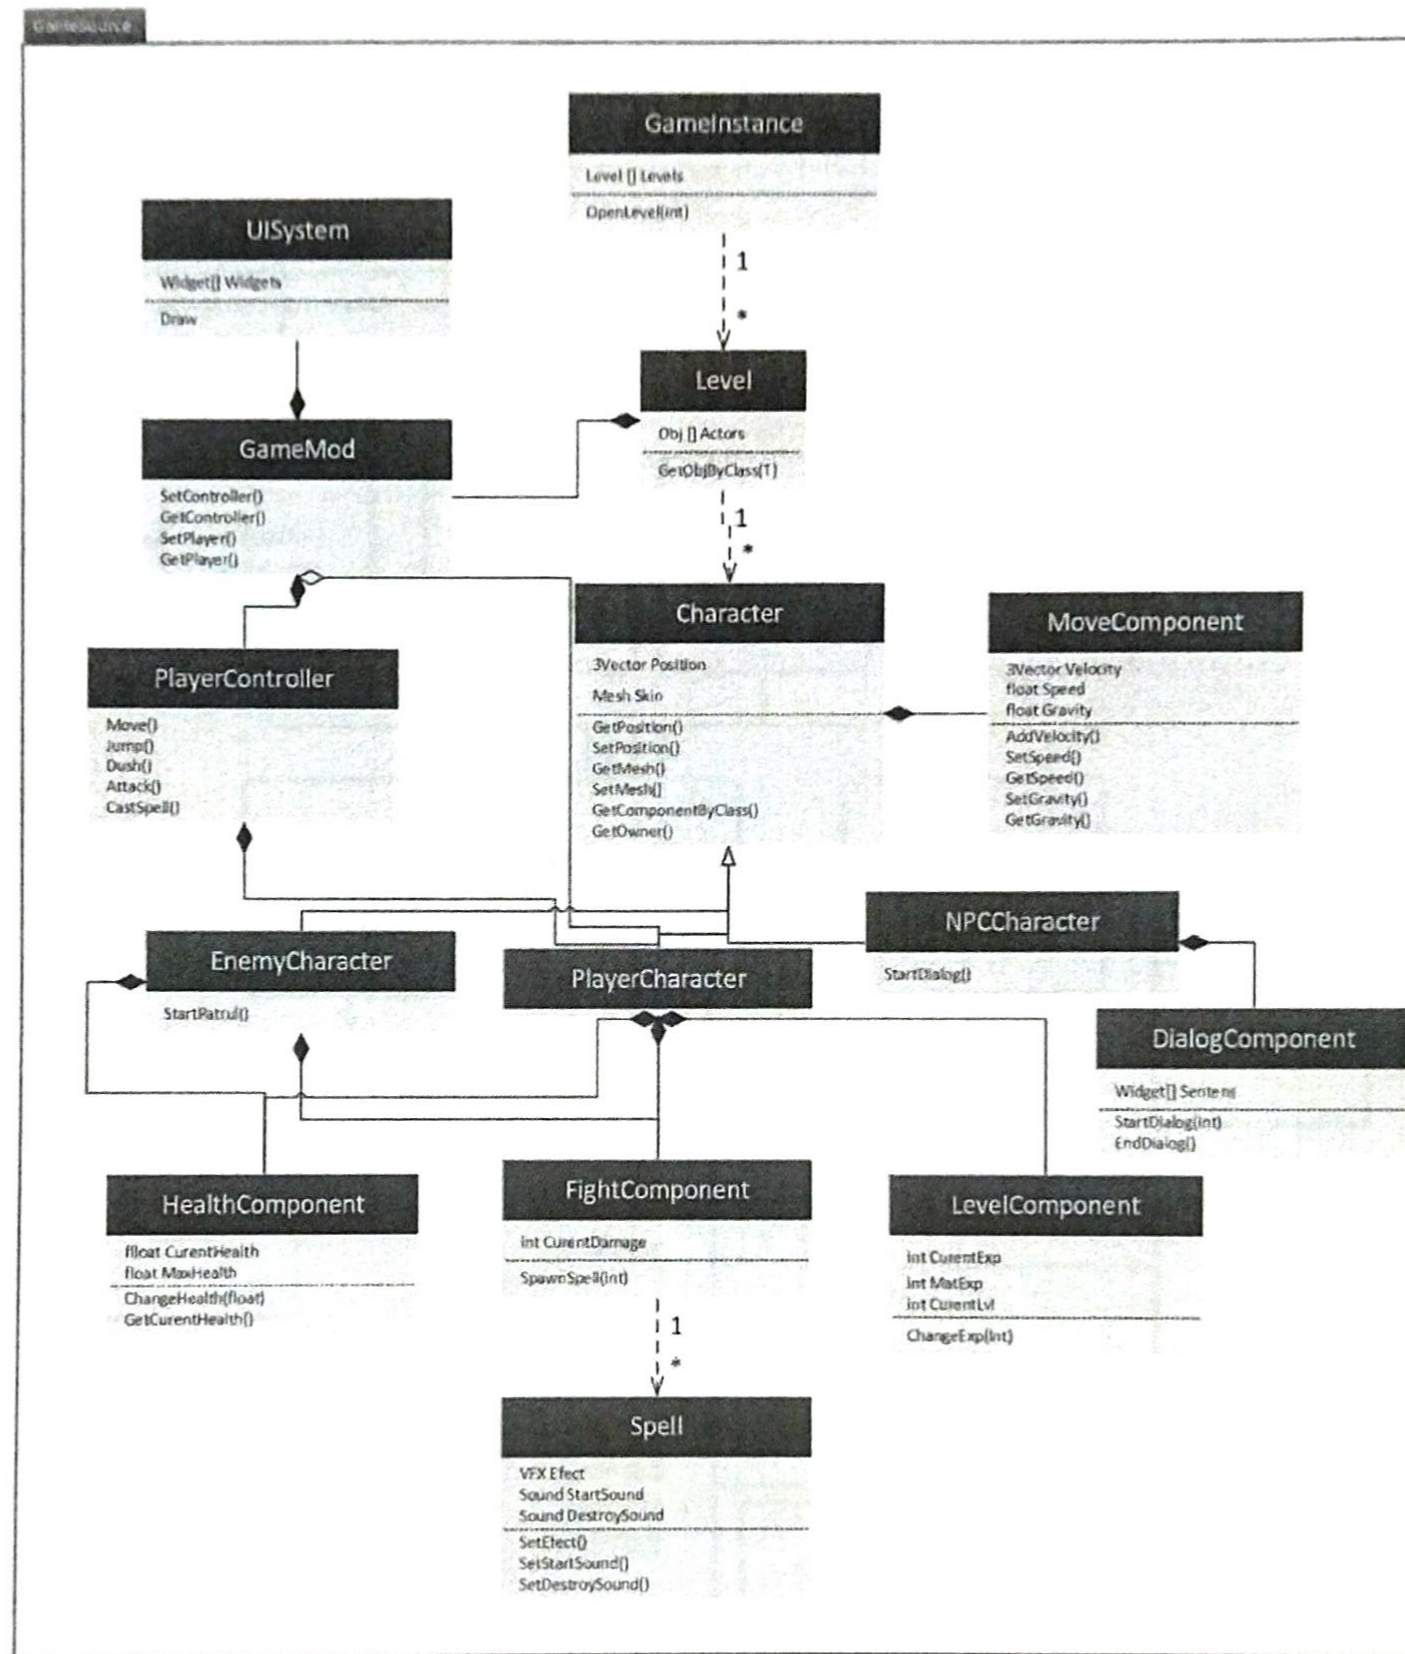 GameSource
GameInstance
Level [] Levels
OpenLevel(int)
1
*
UISystem
Widget[] Widgets
Draw
Level
Obj [] Actors
GetObjByClass(T)
1
*
GameMod
SetController()
GetController()
SetPlayer()
GetPlayer()
Character
3Vector Position
Mesh Skin
GetPosition()
SetPosition()
GetMesh()
SetMesh()
GetComponentByClass()
GetOwner()
MoveComponent
3Vector Velocity
float Speed
float Gravity
AddVelocity()
SetSpeed()
GetSpeed()
SetGravity()
GetGravity()
PlayerController
Move()
Jump()
Dush()
Attack()
CastSpell()
EnemyCharacter
StartPatrul()
PlayerCharacter
NPCCharacter
StartDialog()
DialogComponent
Widget[] Sentens
StartDialog(int)
EndDialog()
HealthComponent
float CurentHealth
float MaxHealth
ChangeHealth(float)
GetCurentHealth()
FightComponent
int CurentDamage
SpawnSpell(int)
1
*
LevelComponent
int CurentExp
int MatExp
int CurentLvl
ChangeExp(int)
Spell
VFX Efect
Sound StartSound
Sound DestroySound
SetEfect()
SetStartSound()
SetDestroySound()